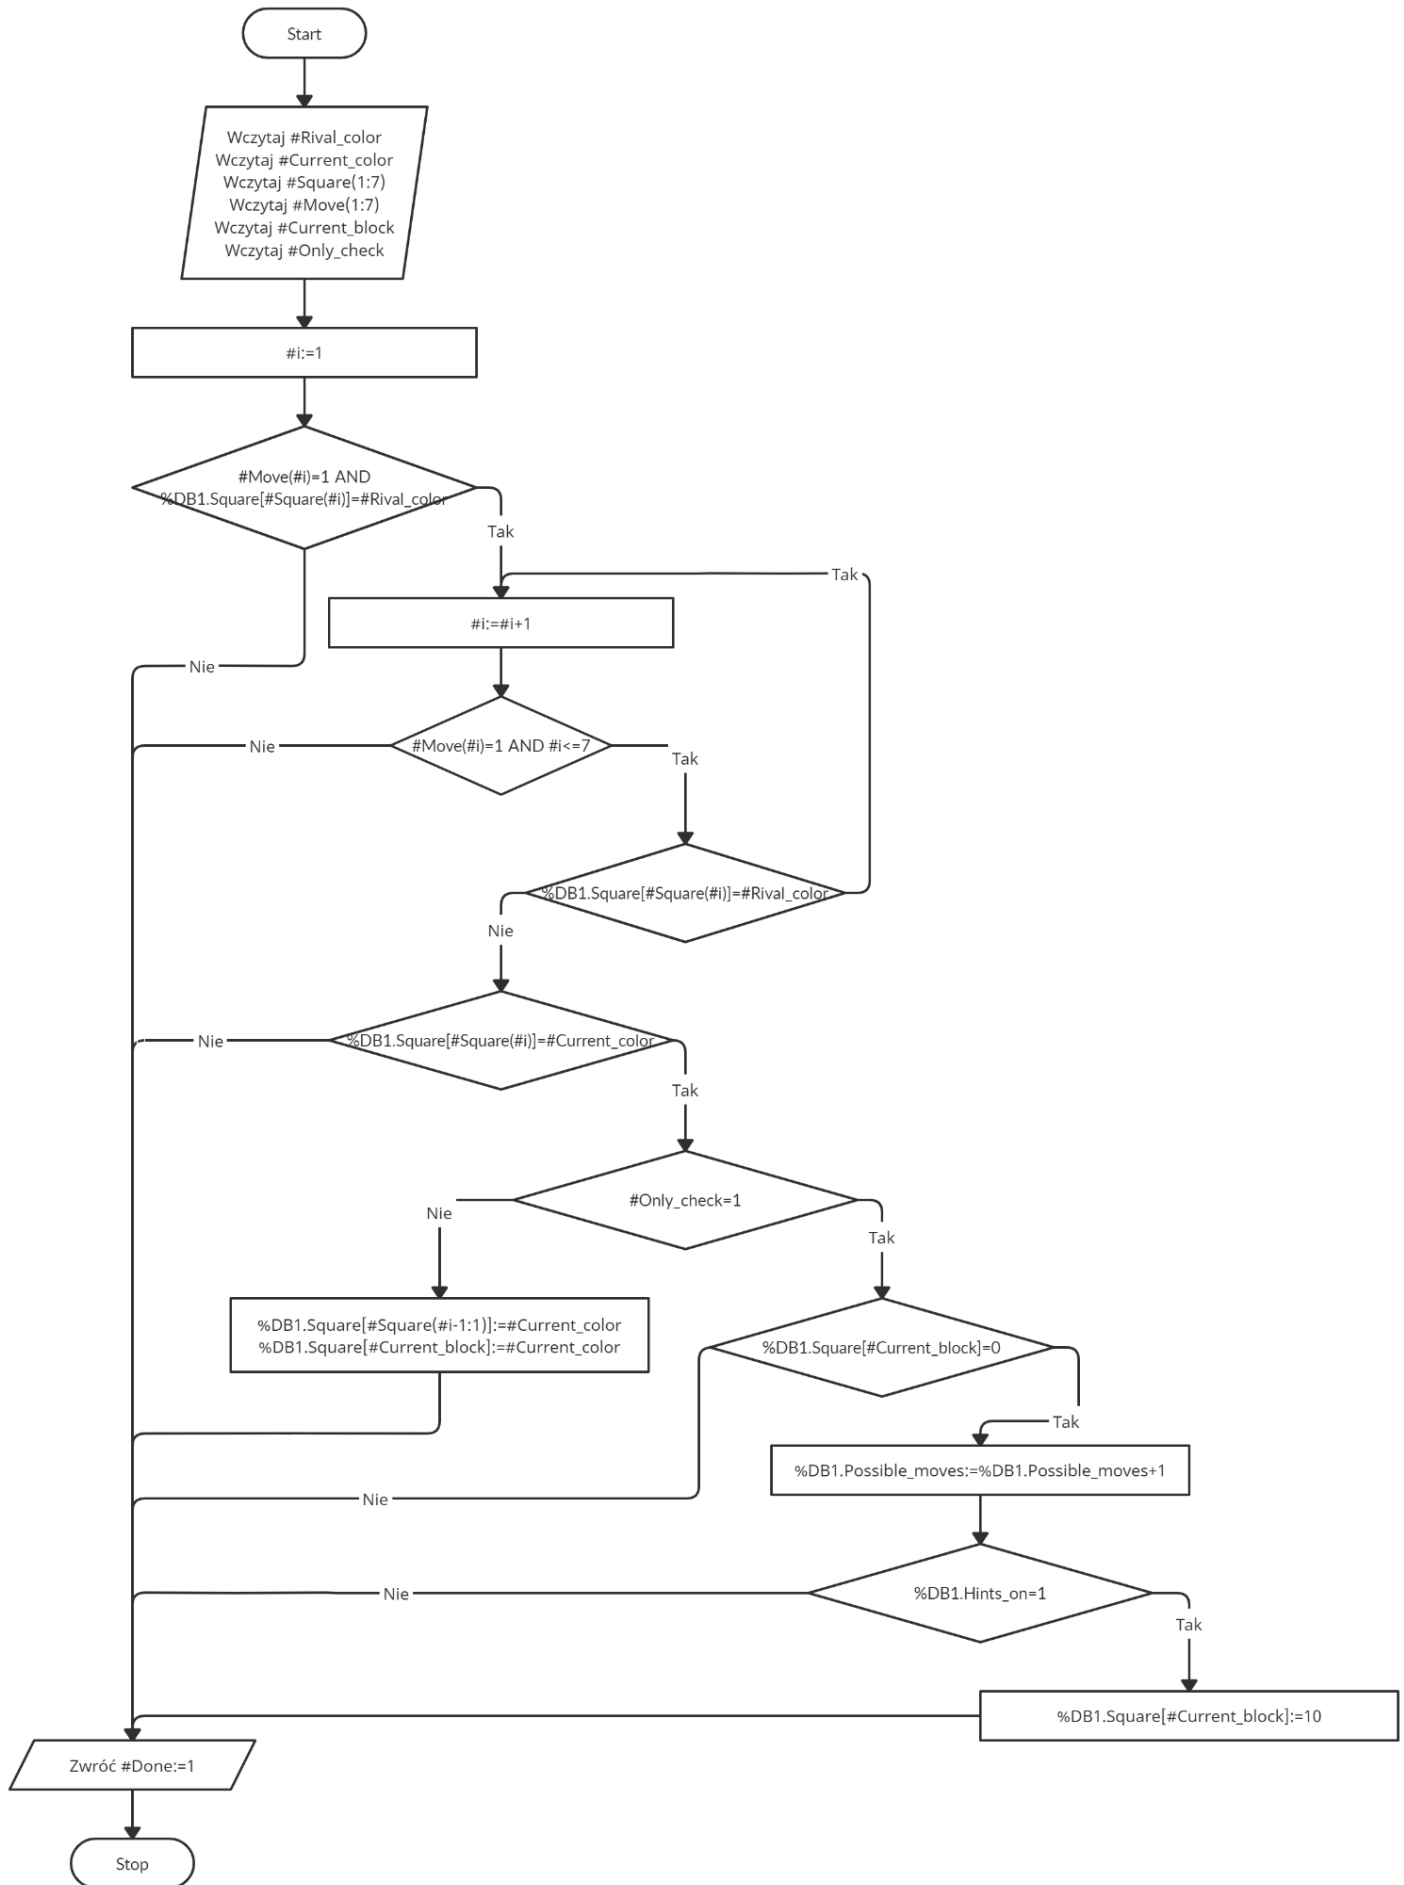 Start
Wczytaj #Rival_color
Wczytaj #Current_color
Wczytaj #Square(1:7)
Wczytaj #Move(1:7)
Wczytaj #Current_block
Wczytaj #Only_check
#i:=1
#Move(#i)=1 AND
%DB1.Square[#Square(#i)]=#Rival_color
Tak
Tak
#i:=#i+1
Nie
#Move(#i)=1 AND #i<=7
Nie
Tak
%DB1.Square[#Square(#i)]=#Rival_color
Nie
%DB1.Square[#Square(#i)]=#Current_color
Nie
Tak
#Only_check=1
Nie
Tak
%DB1.Square[#Square(#i-1:1)]:=#Current_color
%DB1.Square[#Current_block]:=#Current_color
%DB1.Square[#Current_block]=0
Tak
%DB1.Possible_moves:=%DB1.Possible_moves+1
Nie
%DB1.Hints_on=1
Nie
Tak
%DB1.Square[#Current_block]:=10
Zwróć #Done:=1
Stop